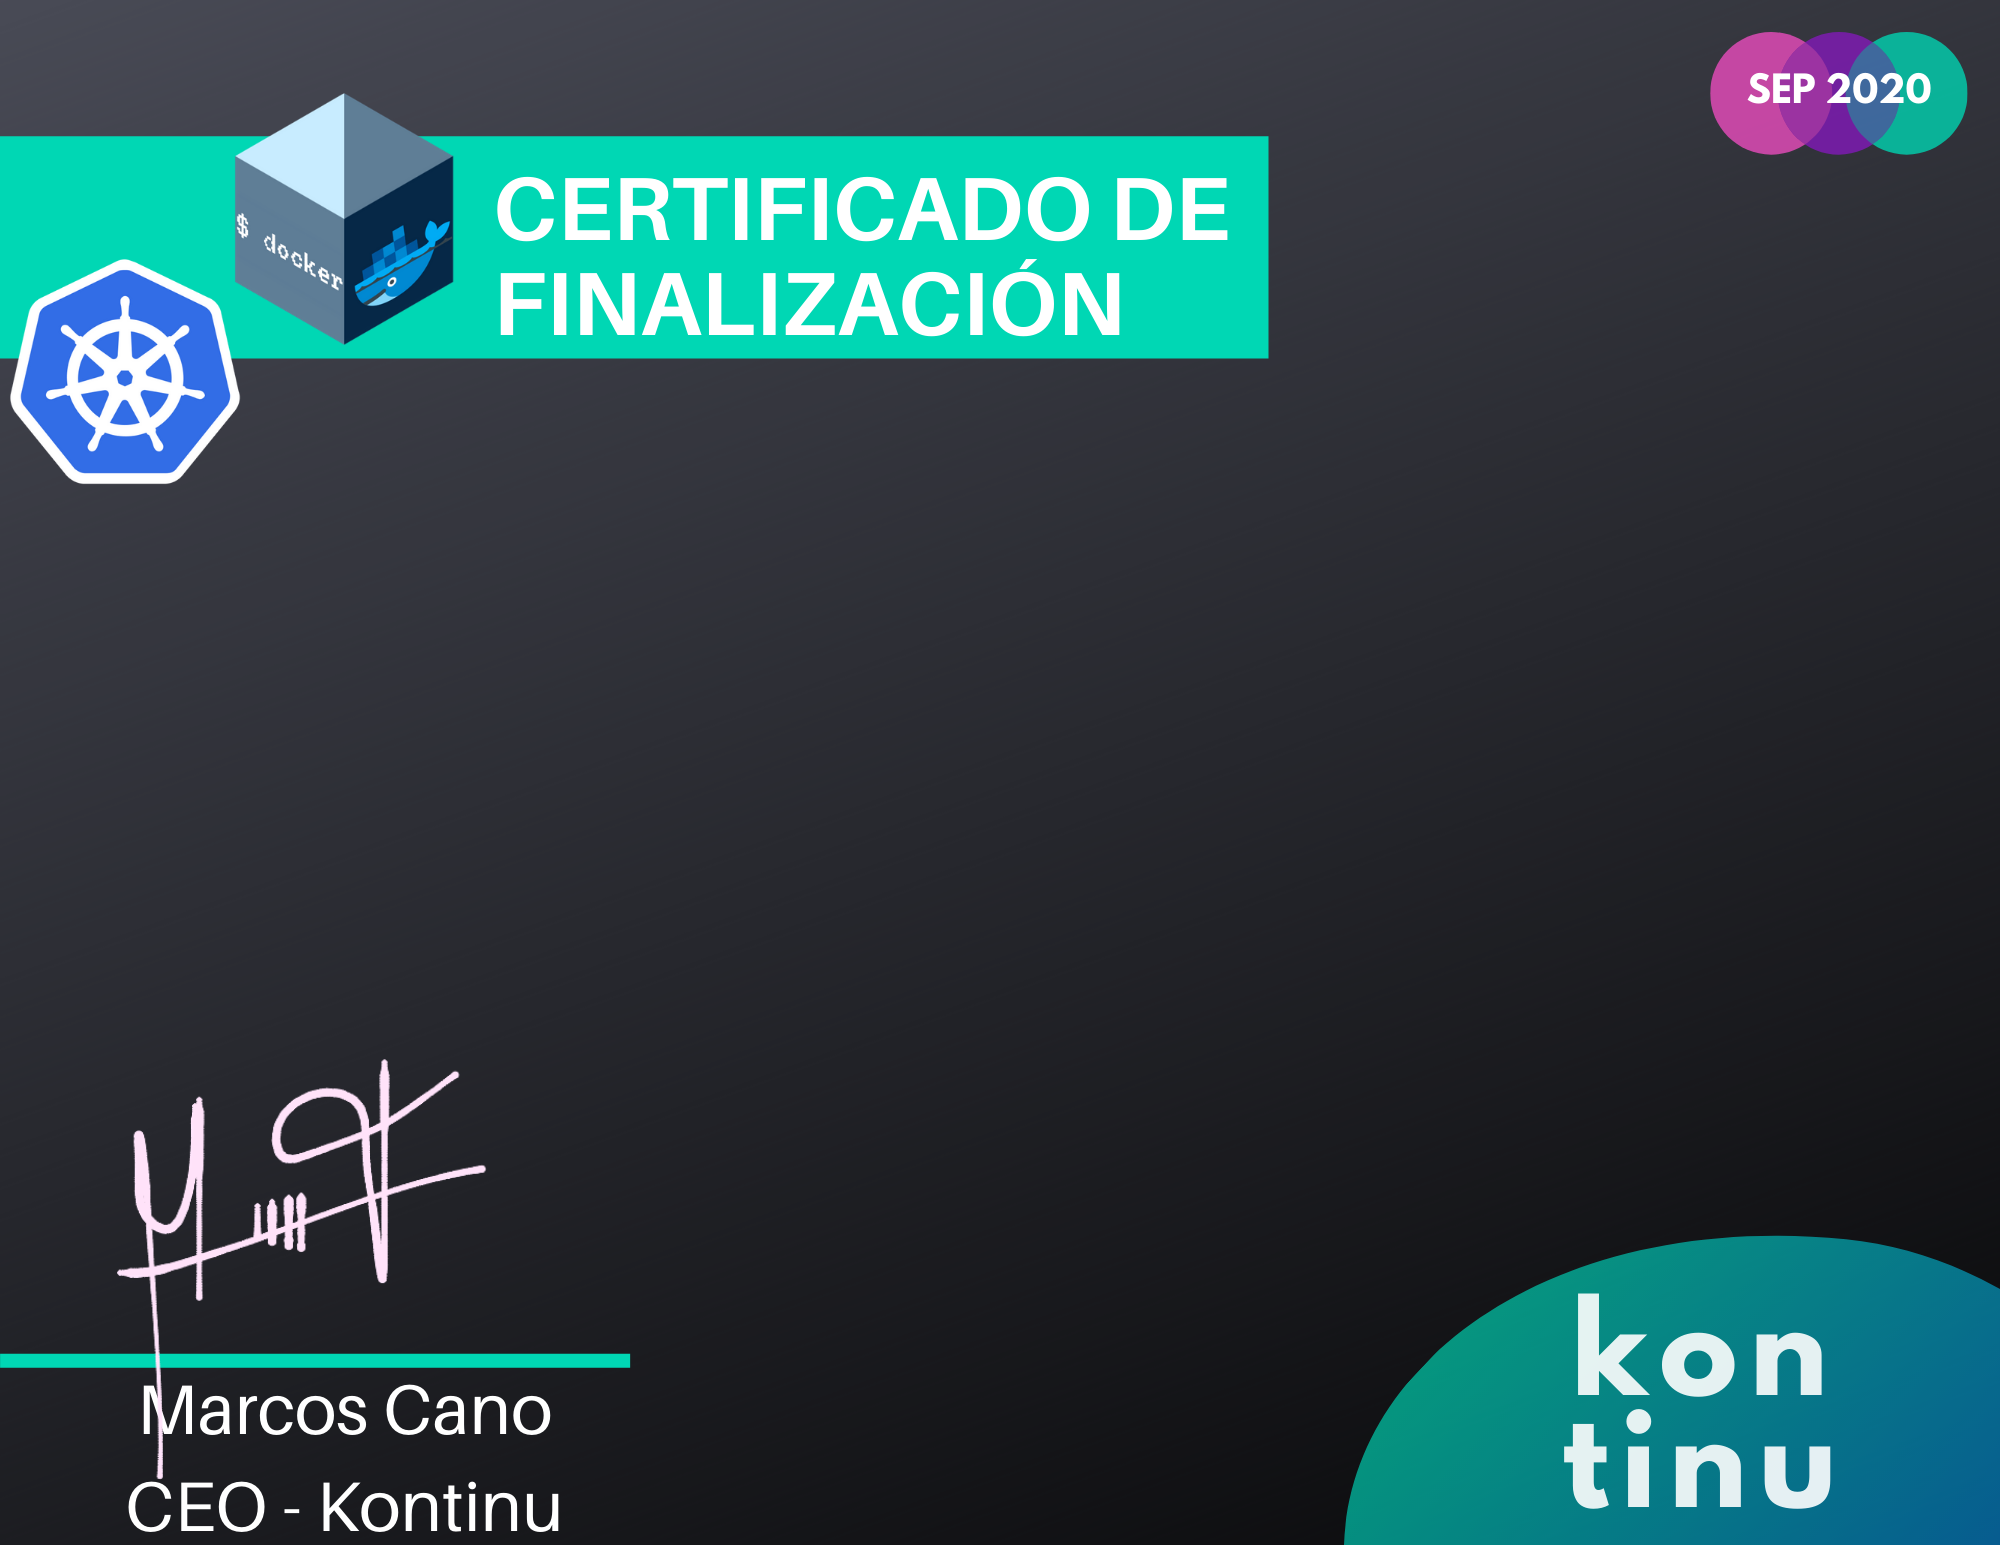 SEP 2020
CERTIFICADO DE
FINALIZACIÓN
$ docker
Marcos Cano
CEO - Kontinu
kon
tinu